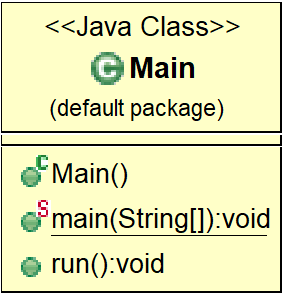 <<Java Class>>
C Main
(default package)
C Main()
S main(String[]):void
run():void